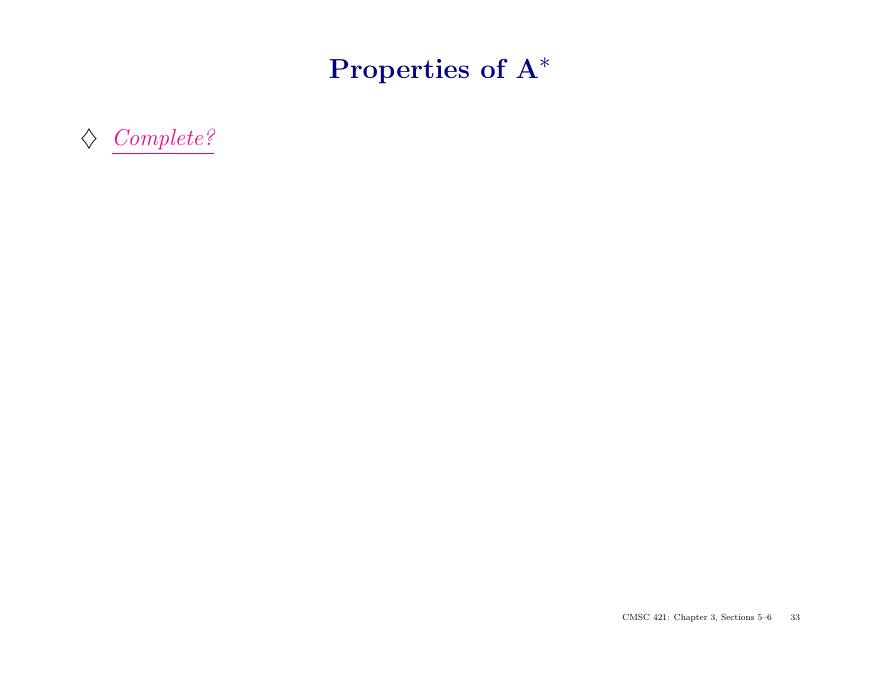 Properties of A*
♢ Complete?
CMSC 421: Chapter 3, Sections 5–6 33